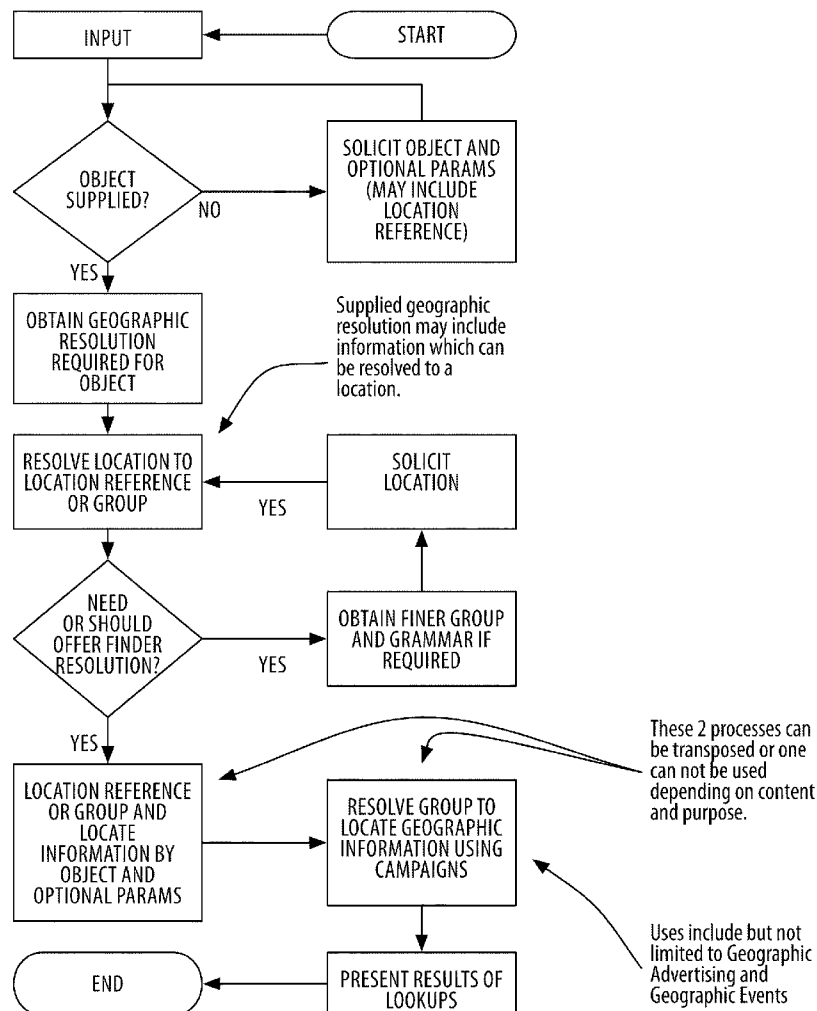 START
INPUT
OBJECT
SUPPLIED?
NO
SOLICIT OBJECT AND
OPTIONAL PARAMS
(MAY INCLUDE
LOCATION
REFERENCE)
YES
OBTAIN GEOGRAPHIC
RESOLUTION
REQUIRED FOR
OBJECT
Supplied geographic
resolution may include
information which can
be resolved to a
location.
RESOLVE LOCATION TO
LOCATION REFERENCE
OR GROUP
YES
SOLICIT
LOCATION
NEED
OR SHOULD
OFFER FINDER
RESOLUTION?
YES
OBTAIN FINER GROUP
AND GRAMMAR IF
REQUIRED
YES
LOCATION REFERENCE
OR GROUP AND
LOCATE
INFORMATION BY
OBJECT AND
OPTIONAL PARAMS
RESOLVE GROUP TO
LOCATE GEOGRAPHIC
INFORMATION USING
CAMPAIGNS
These 2 processes can
be transposed or one
can not be used
depending on content
and purpose.
Uses include but not
limited to Geographic
Advertising and
Geographic Events
PRESENT RESULTS OF
LOOKUPS
END